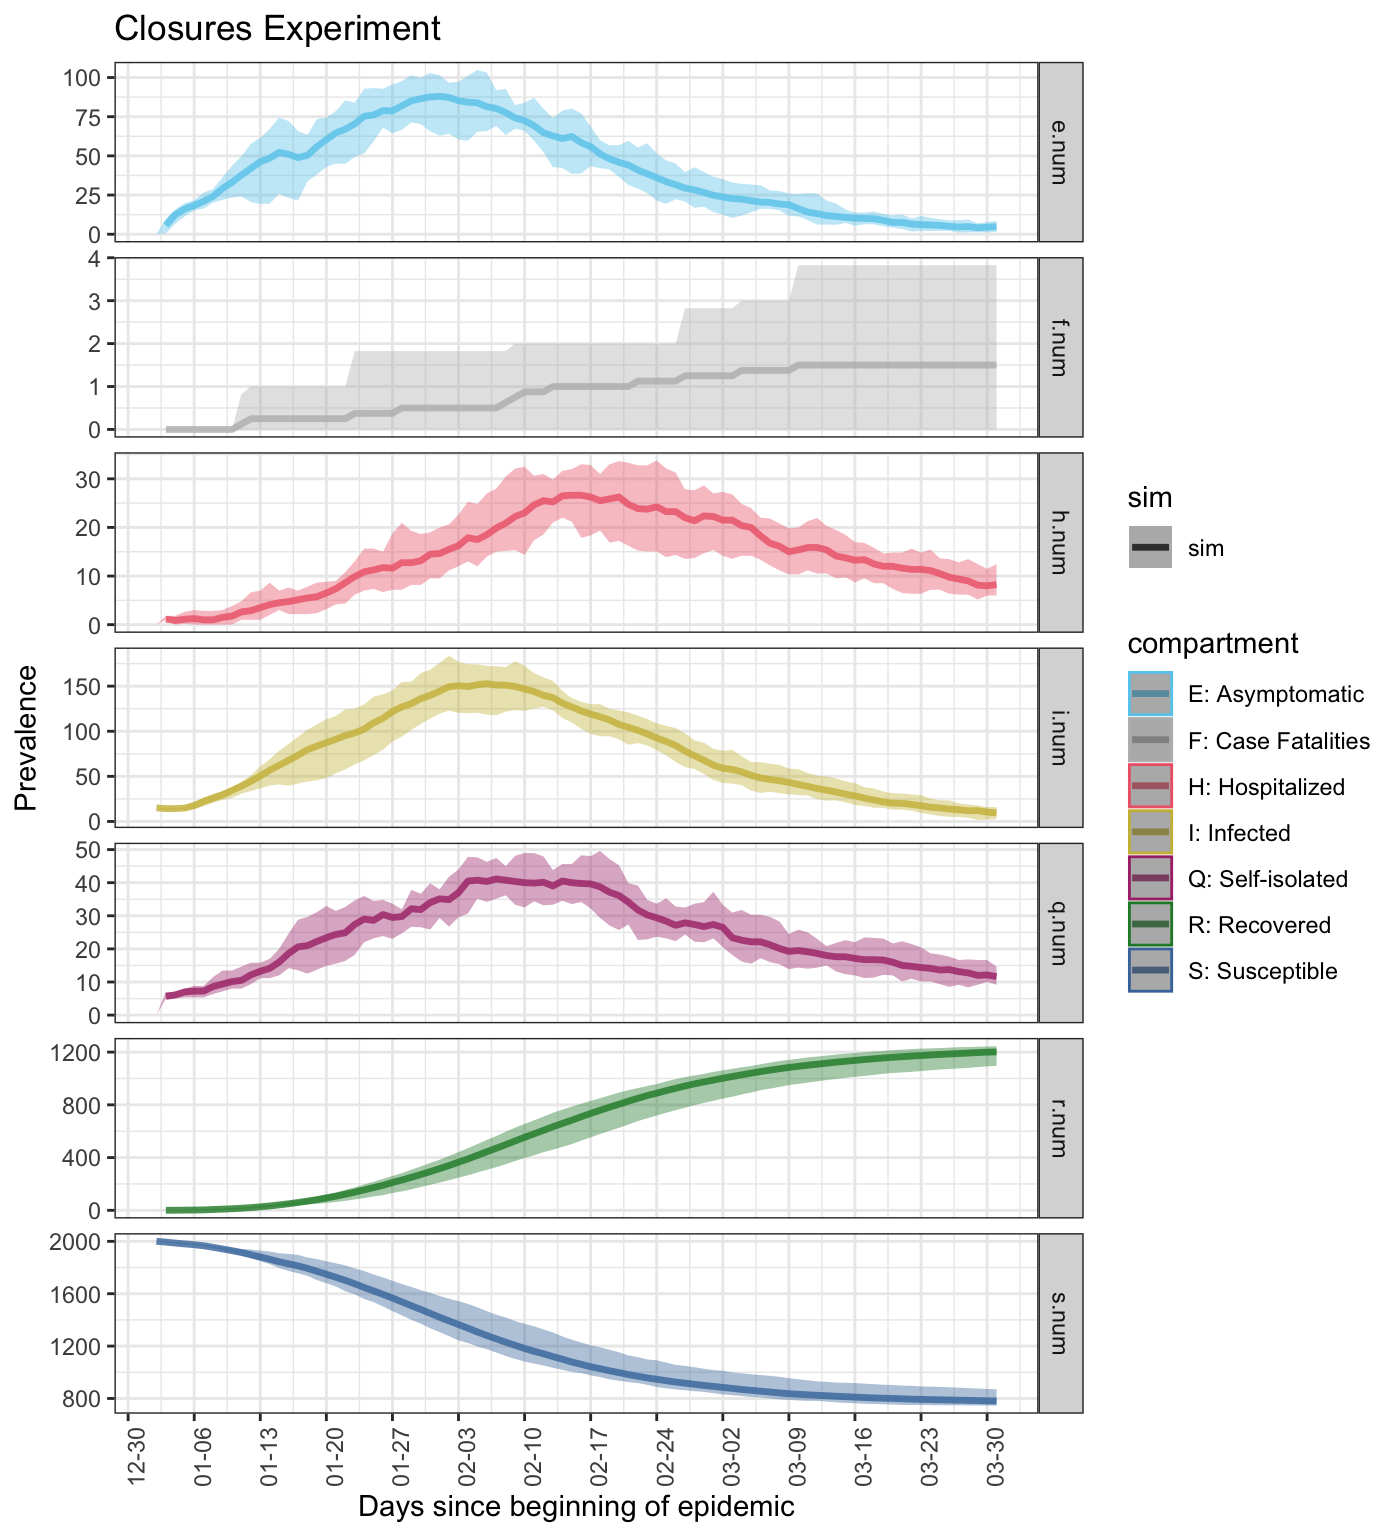 Closures Experiment
Prevalence
100
75
50
25
0
e.num
4
3
2
1
0
f.num
30
20
10
0
h.num
150
100
50
0
i.num
50
40
30
20
10
0
q.num
1200
800
400
0
r.num
2000
1600
1200
800
s.num
12-30
01-06
01-13
01-20
01-27
02-03
02-10
02-17
02-24
03-02
03-09
03-16
03-23
03-30
Days since beginning of epidemic
sim
sim
compartment
E: Asymptomatic
F: Case Fatalities
H: Hospitalized
I: Infected
Q: Self-isolated
R: Recovered
S: Susceptible